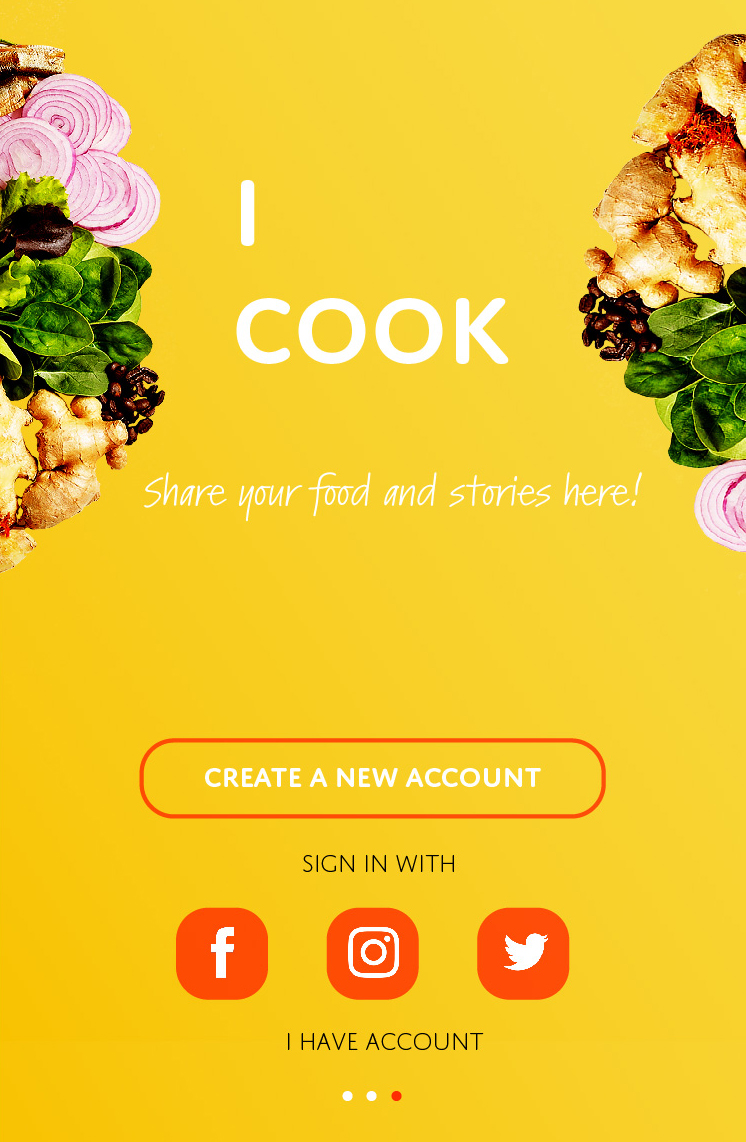 I
COOK
Share your food and stories here!
CREATE A NEW ACCOUNT
SIGN IN WITH
I HAVE ACCOUNT